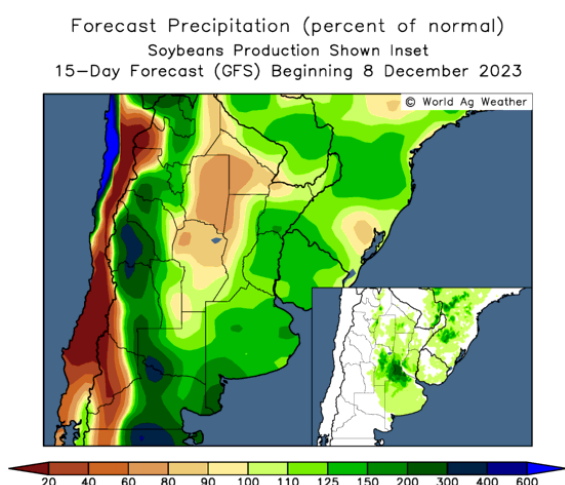 Forecast Precipitation (percent of normal)
Soybeans Production Shown Inset
15-Day Forecast (GFS) Beginning 8 December 2023
© World Ag Weather
20 40 60 80 90 100 110 125 150 200 300 400 600